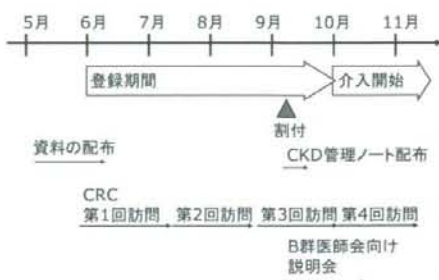 5月 6月 7月 8月 9月 10月 11月
登録期間 介入開始
割付
資料の配布 CKD管理ノート配布
CRC
第1回訪問 第2回訪問 第3回訪問 第4回訪問
B群医師会向け
説明会